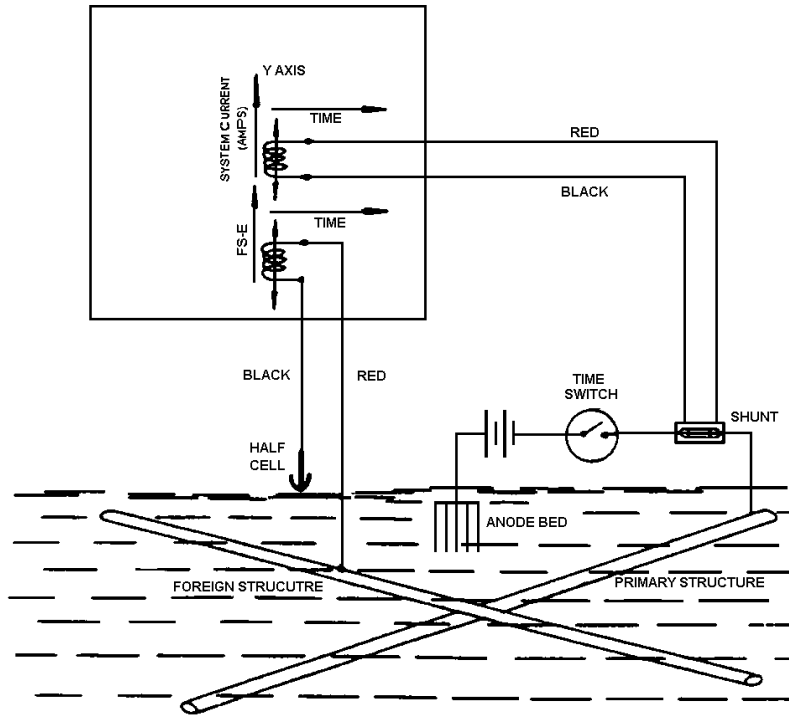 Y AXIS
SYSTEM CURRENT
(AMPS)
TIME
RED
BLACK
FS-E
TIME
BLACK
RED
TIME
SWITCH
SHUNT
HALF
CELL
ANODE BED
FOREIGN STRUCUTRE
PRIMARY STRUCTURE